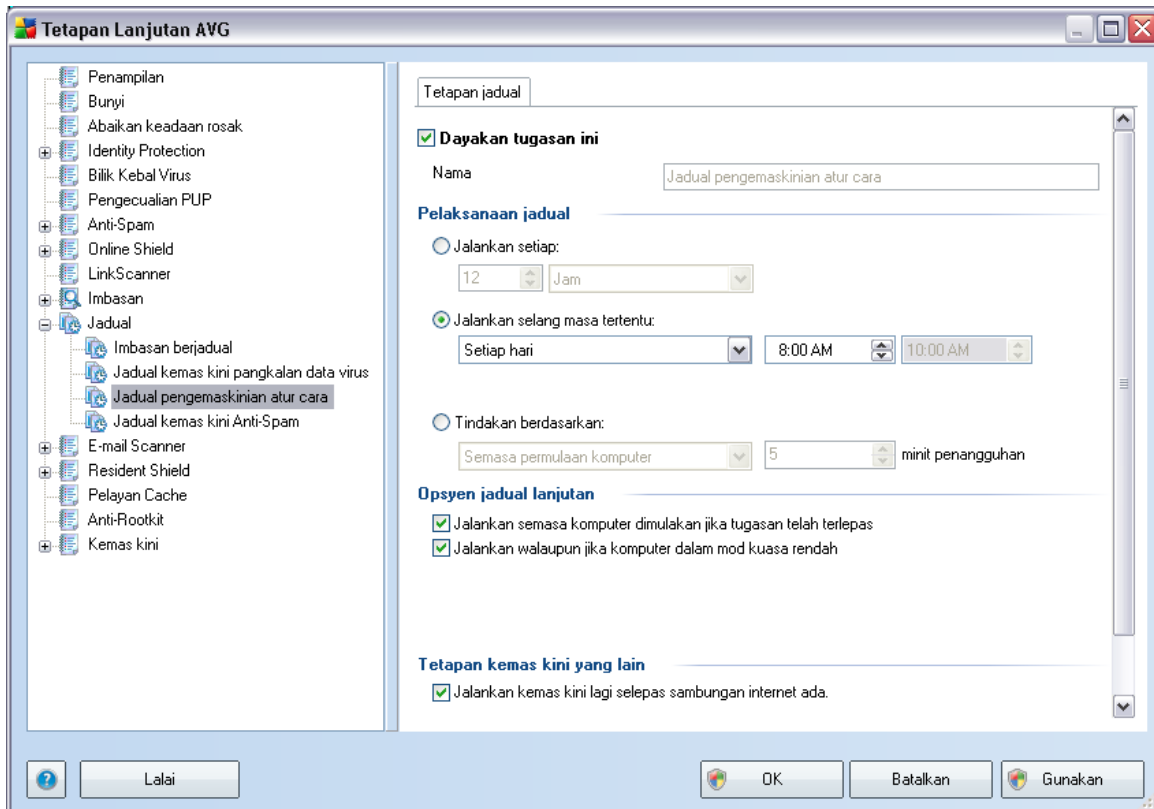 Tetapan Lanjutan AVG
Penampilan
Bunyi
Abaikan keadaan rosak
Identity Protection
Bilik Kebal Virus
Pengecualian PUP
Anti-Spam
Online Shield
LinkScanner
Imbasan
Jadual
Imbasan berjadual
Jadual kemas kini pangkalan data virus
Jadual pengemaskinian atur cara
Jadual kemas kini Anti-Spam
E-mail Scanner
Resident Shield
Pelayan Cache
Anti-Rootkit
Kemas kini
Tetapan jadual
Dayakan tugasan ini
Nama Jadual pengemaskinian atur cara
Pelaksanaan jadual
Jalankan setiap:
12 Jam
Jalankan selang masa tertentu:
Setiap hari 8:00 AM 10:00 AM
Tindakan berdasarkan:
Semasa permulaan komputer 5 minit penangguhan
Opsyen jadual lanjutan
Jalankan semasa komputer dimulakan jika tugasan telah terlepas
Jalankan walaupun jika komputer dalam mod kuasa rendah
Tetapan kemas kini yang lain
Jalankan kemas kini lagi selepas sambungan internet ada.
? Lalai OK Batalkan Gunakan